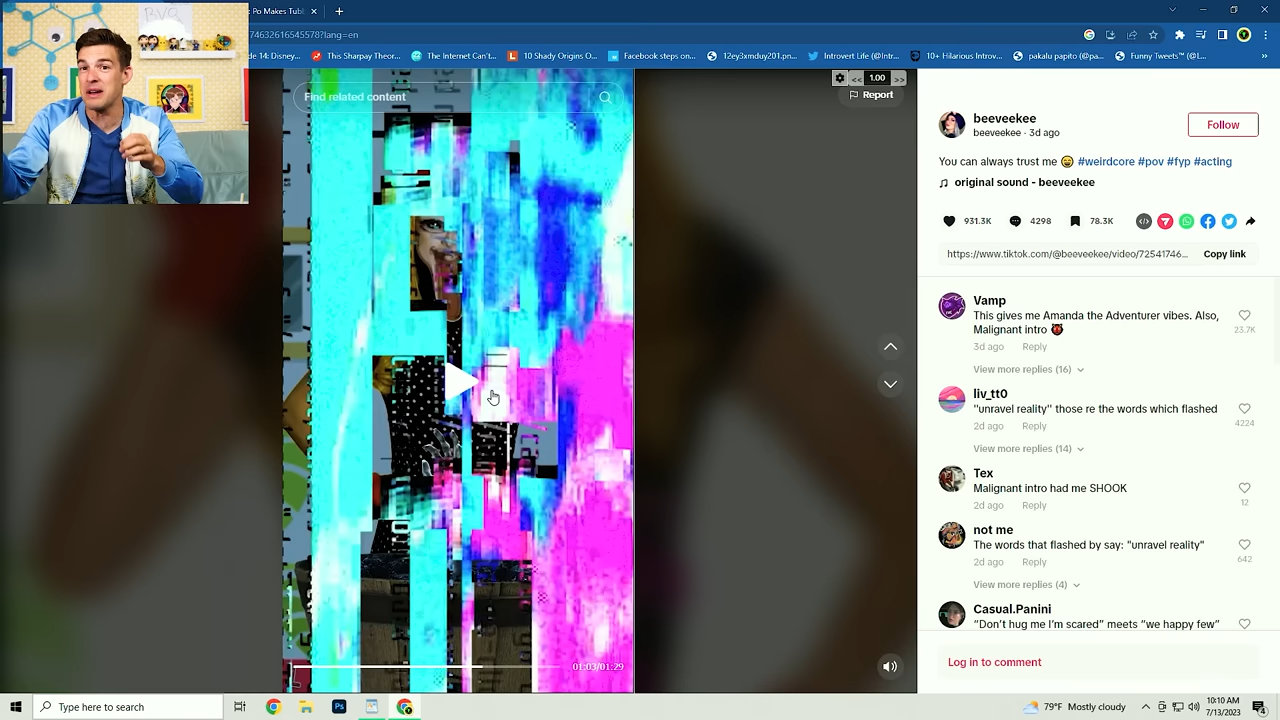 BVQ
Po Makes Tubb
74632616545578?lang=en
de 14: Disney...
This Sharpay Theor...
The Internet Can't...
10 Lady Origins O...
Facebook steps on...
12ey3xmduy201.pn...
Introvert Life (@Intr...
10+ Hilarious Introv...
pakalu papito (@pa...
Funny Tweets™ (@L...
Find related content
<< 1.00 >>
Report
beeveekee
beeveekee · 3d ago
Follow
You can always trust me 😄 #weirdcore #pov #fyp #acting
original sound - beeveekee
931.3K 4298 78.3K
https://www.tiktok.com/@beeveekee/video/72541746... Copy link
Vamp
This gives me Amanda the Adventurer vibes. Also,
Malignant intro 👹
23.7K
3d ago Reply
View more replies (16)
liv_tt0
"unravel reality" those re the words which flashed
4224
2d ago Reply
View more replies (14)
Tex
Malignant intro had me SHOOK
12
2d ago Reply
not me
The words that flashed by say: "unravel reality"
642
2d ago Reply
View more replies (4)
Casual.Panini
“Don’t hug me I’m scared” meets “we happy few”
01:03/01:29
Log in to comment
Type here to search
79°F Mostly cloudy
10:10 AM
7/13/2023
4